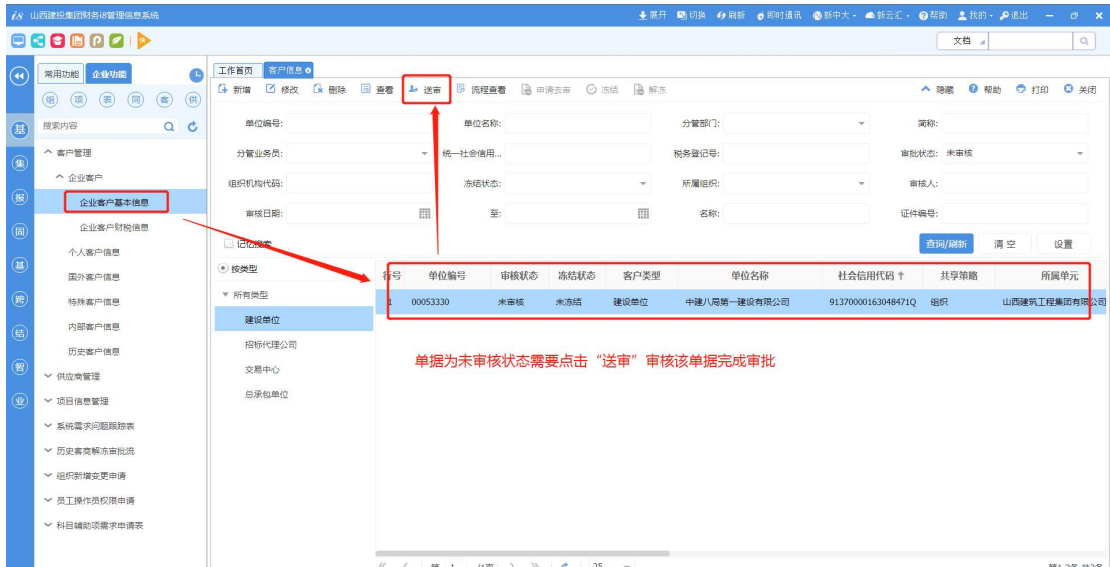 i8 山西建投集团财务i8管理信息系统 展开 切换 刷新 即时通讯 新中大 新云汇 帮助 我的 退出
文档
常用功能 企业功能
组 项 表 同 客 供
搜索内容
基
集
报
固
基
跨
结
智
业
客户管理
企业客户
企业客户基本信息
企业客户财税信息
个人客户信息
国外客户信息
特殊客户信息
内部客户信息
历史客户信息
供应商管理
项目信息管理
系统需求问题跟踪表
历史客商解冻审批流
组织新增变更申请
员工操作员权限申请
科目辅助项需求申请表
工作首页 客户信息
新增 修改 删除 查看 送审 流程查看 申请去审 冻结 解冻 隐藏 帮助 打印 关闭
单位编号: 单位名称: 分管部门: 简称:
分管业务员: 统一社会信用... 税务登记号: 审批状态: 未审核
组织机构代码: 冻结状态: 所属组织: 审核人:
审核日期: 至: 名称: 证件编号:
记忆搜索 查询/刷新 清空 设置
按类型
所有类型
建设单位
招标代理公司
交易中心
总承包单位
行号 单位编号 审核状态 冻结状态 客户类型 单位名称 社会信用代码 共享策略 所属单元
1 00053330 未审核 未冻结 建设单位 中建八局第一建设有限公司 91370000163048471Q 组织 山西建筑工程集团有限公司
单据为未审核状态需要点击“送审”审核该单据完成审批
第 1 /1页 25